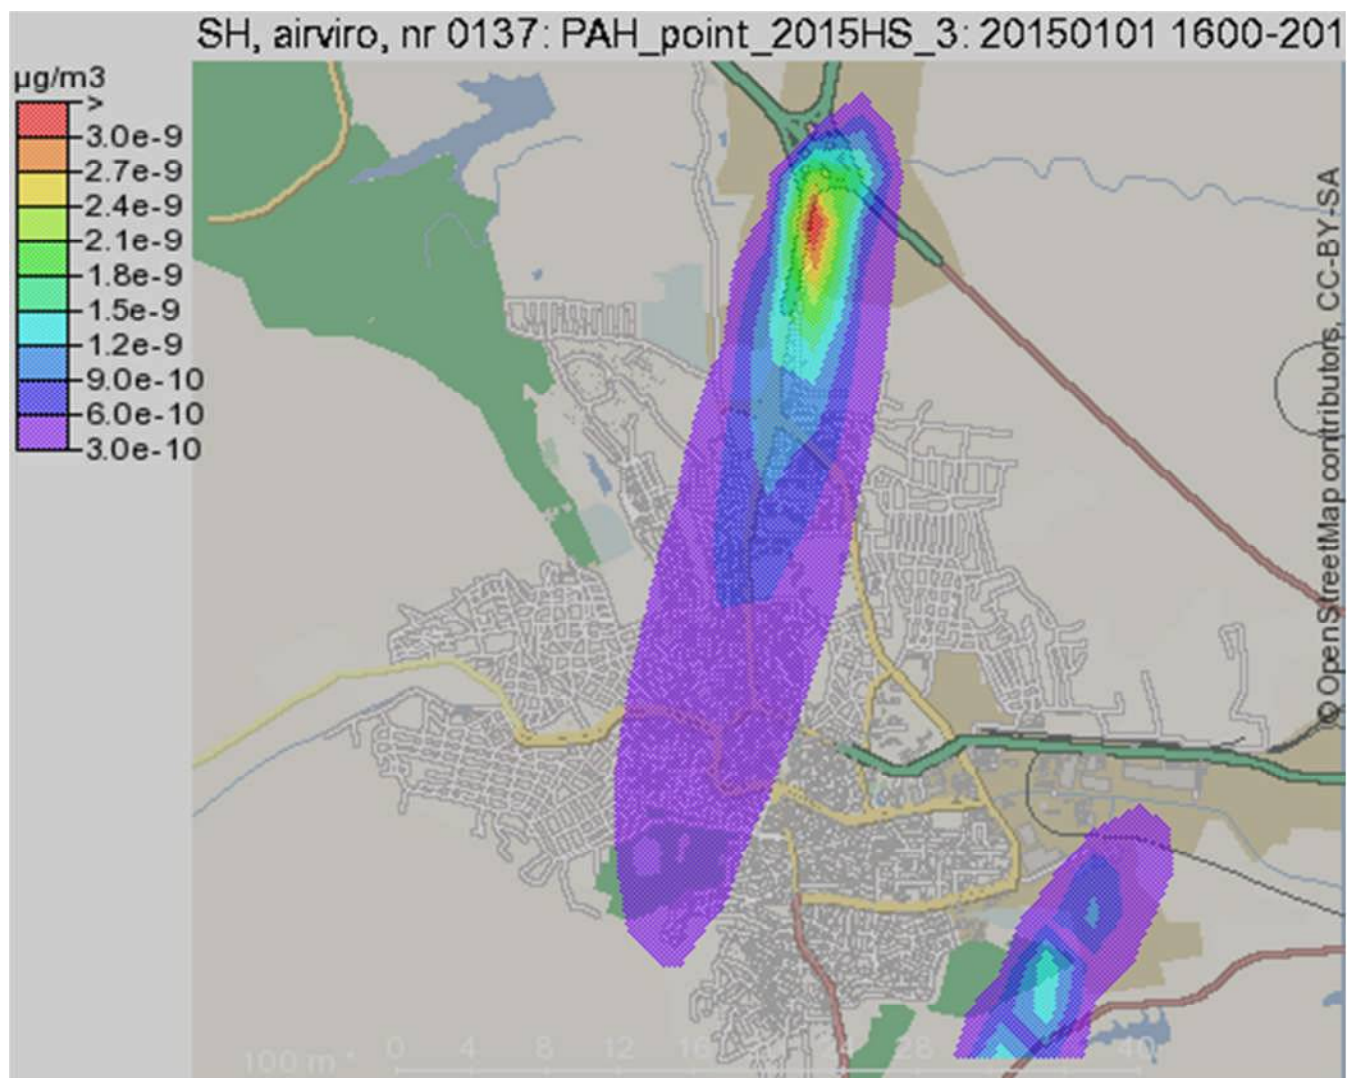 SH, airviro, nr 0137: PAH_point_2015HS_3: 20150101 1600-201
µg/m3
>
3.0e-9
2.7e-9
2.4e-9
2.1e-9
1.8e-9
1.5e-9
1.2e-9
9.0e-10
6.0e-10
3.0e-10
© OpenStreetMap contributors, CC-BY-SA
100 m * 0 4 8 12 16 28 40